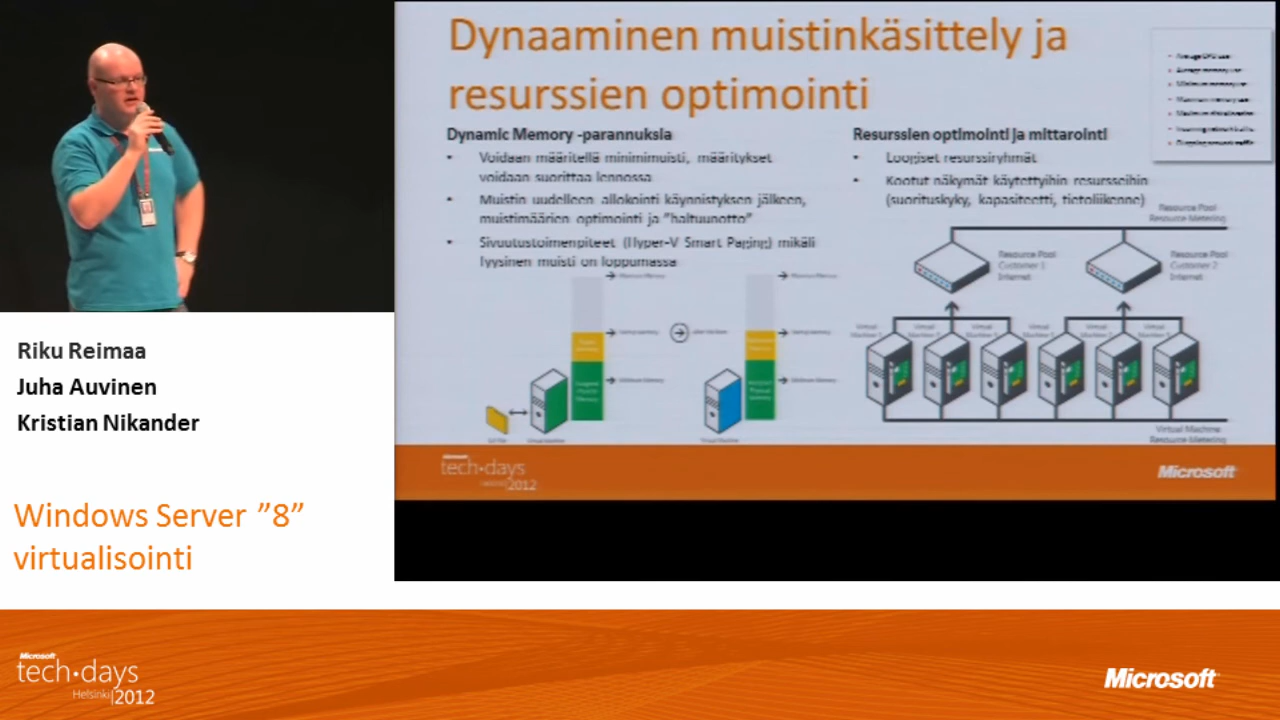 Dynaaminen muistinkäsittely ja
resurssien optimointi
Dynamic Memory -parannuksia
• Voidaan määritellä minimimuisti, määritykset
voidaan suorittaa lennossa
• Muistin uudelleen allokointi käynnistyksen jälkeen,
muistimäärien optimointi ja ”haltuunotto”
• Sivuutustoimenpiteet (Hyper-V Smart Paging) mikäli
fyysinen muisti on loppumassa
Resurssien optimointi ja mittarointi
• Loogiset resurssiryhmät
• Kootut näkymät käytettyihin resursseihin
(suorituskyky, kapasiteetti, tietoliikenne)
Resource Pool
Resource Metering
Resource Pool
Customer 1
Internet
Resource Pool
Customer 2
Internet
Virtual Machine
Resource Metering
Microsoft
tech•days
2012
Microsoft
Riku Reimaa
Juha Auvinen
Kristian Nikander
Windows Server ”8”
virtualisointi
Microsoft
tech•days
Helsinki|2012
Microsoft